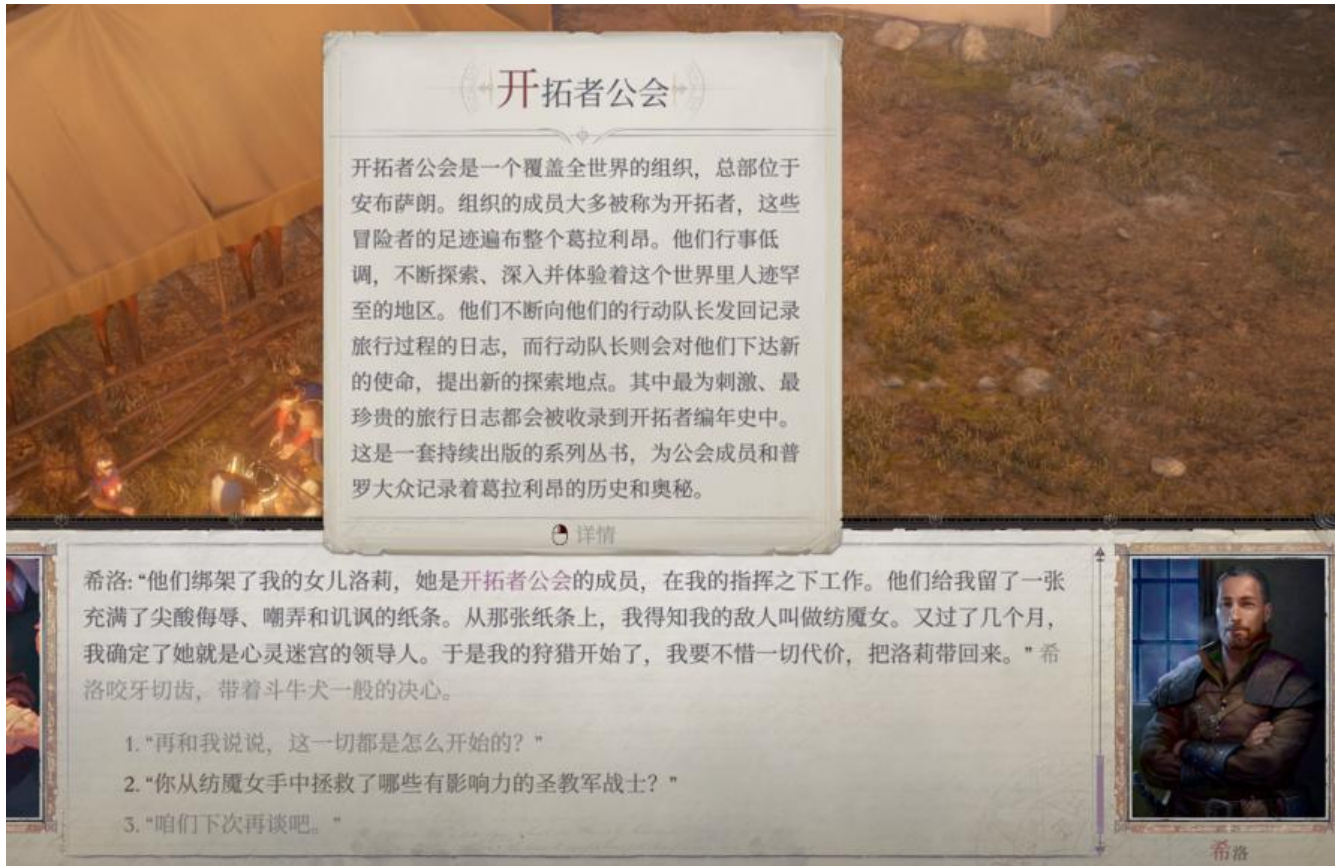 开拓者公会
开拓者公会是一个覆盖全世界的组织，总部位于
安布萨朗。组织的成员大多被称为开拓者，这些
冒险者的足迹遍布整个葛拉利昂。他们行事低
调，不断探索、深入并体验着这个世界里人迹罕
至的地区。他们不断向他们的行动队长发回记录
旅行过程的日志，而行动队长则会对他们下达新
的使命，提出新的探索地点。其中最为刺激、最
珍贵的旅行日志都会被收录到开拓者编年史中。
这是一套持续出版的系列丛书，为公会成员和普
罗大众记录着葛拉利昂的历史和奥秘。
详情
希洛: “他们绑架了我的女儿洛莉，她是开拓者公会的成员，在我的指挥之下工作。他们给我留了一张
充满了尖酸侮辱、嘲弄和讥讽的纸条。从那张纸条上，我得知我的敌人叫做纺魔女。又过了几个月，
我确定了她就是心灵迷宫的领导人。于是我的狩猎开始了，我要不惜一切代价，把洛莉带回来。” 希
洛咬牙切齿，带着斗牛犬一般的决心。
1. “再和我说说，这一切都是怎么开始的？”
2. “你从纺魔女手中拯救了哪些有影响力的圣教军战士？”
3. “咱们下次再谈吧。”
希洛